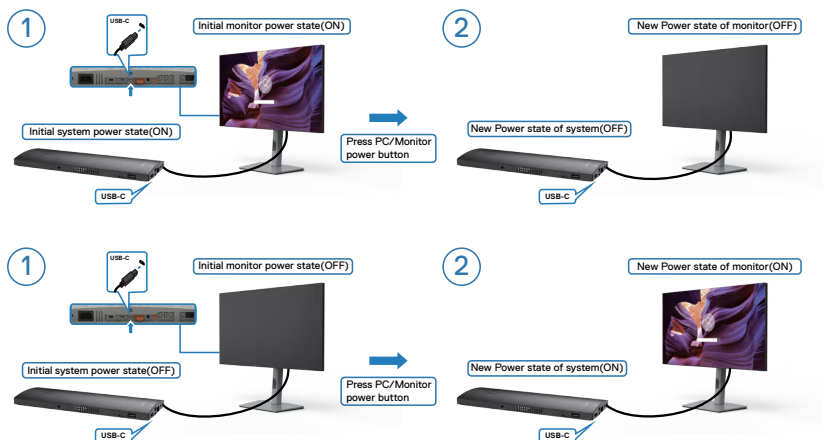 1
USB-C
Initial monitor power state(ON)
Initial system power state(ON)
USB-C
Press PC/Monitor
power button
2
New Power state of monitor(OFF)
New Power state of system(OFF)
USB-C
1
USB-C
Initial monitor power state(OFF)
Initial system power state(OFF)
USB-C
Press PC/Monitor
power button
2
New Power state of monitor(ON)
New Power state of system(ON)
USB-C